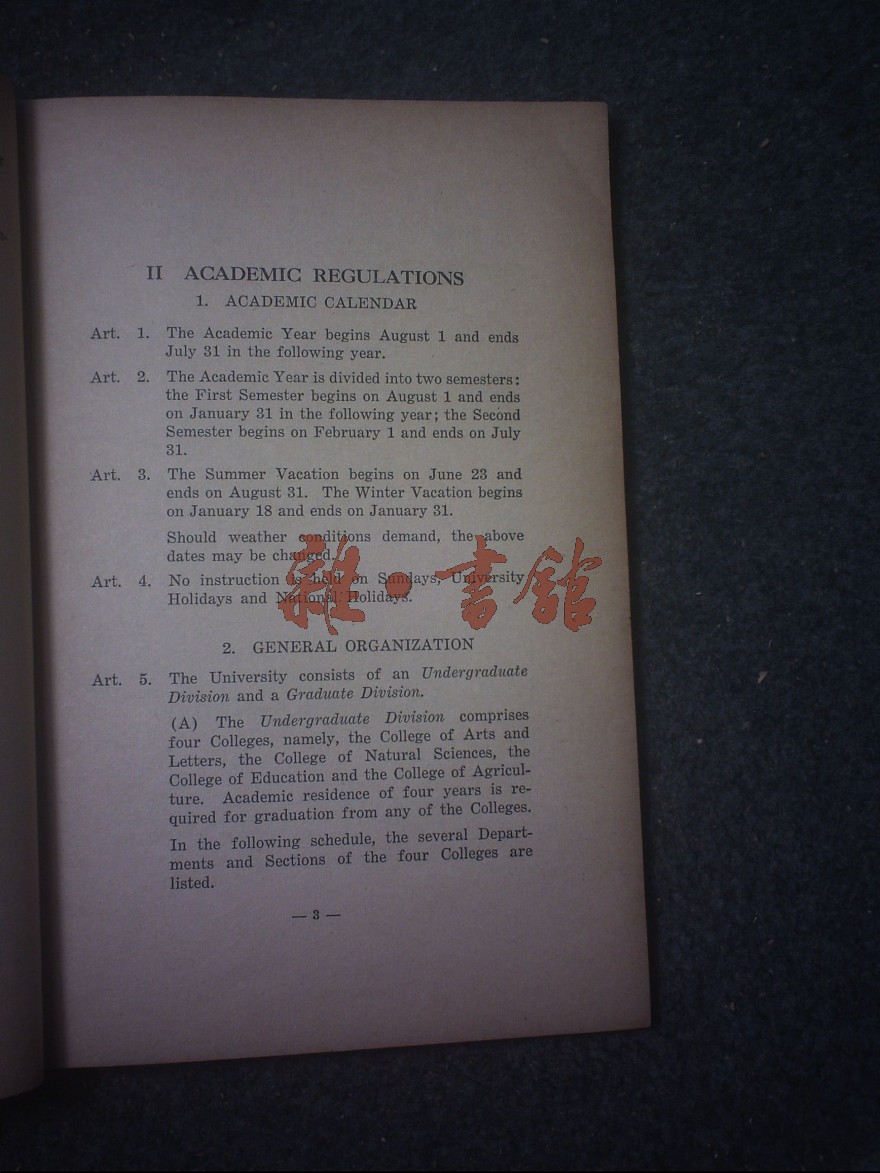 II ACADEMIC REGULATIONS
1. ACADEMIC CALENDAR
Art. 1. The Academic Year begins August 1 and ends
July 31 in the following year.
Art. 2. The Academic Year is divided into two semesters:
the First Semester begins on August 1 and ends
on January 31 in the following year; the Second
Semester begins on February 1 and ends on July
31.
Art. 3. The Summer Vacation begins on June 23 and
ends on August 31. The Winter Vacation begins
on January 18 and ends on January 31.
Should weather conditions demand, the above
dates may be changed.
Art. 4. No instruction is held on Sundays, University
Holidays and National Holidays.
雜·書館
2. GENERAL ORGANIZATION
Art. 5. The University consists of an Undergraduate
Division and a Graduate Division.
(A) The Undergraduate Division comprises
four Colleges, namely, the College of Arts and
Letters, the College of Natural Sciences, the
College of Education and the College of Agricul-
ture. Academic residence of four years is re-
quired for graduation from any of the Colleges.
In the following schedule, the several Depart-
ments and Sections of the four Colleges are
listed.
— 3 —